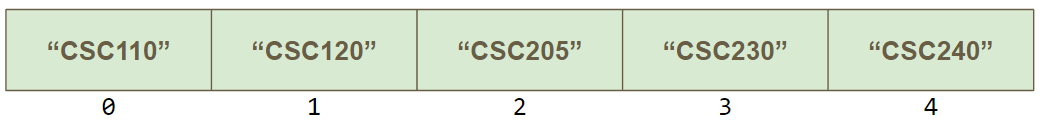 “CSC110” “CSC120” “CSC205” “CSC230” “CSC240”
0 1 2 3 4